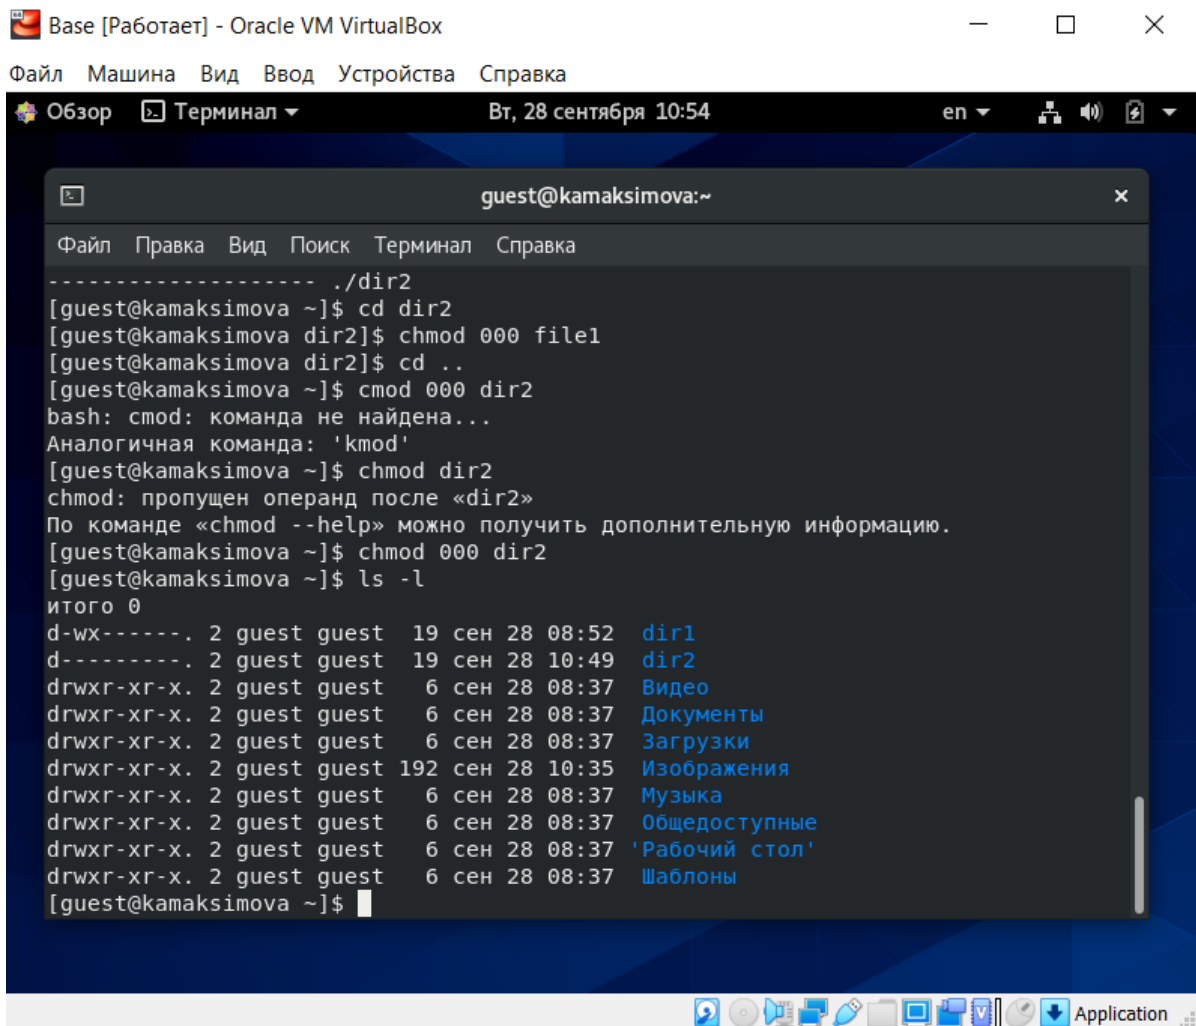 Base [Работает] - Oracle VM VirtualBox
Файл Машина Вид Ввод Устройства Справка
Обзор Терминал Вт, 28 сентября 10:54 en
guest@kamaksimova:~
Файл Правка Вид Поиск Терминал Справка
-------------------- ./dir2
[guest@kamaksimova ~]$ cd dir2
[guest@kamaksimova dir2]$ chmod 000 file1
[guest@kamaksimova dir2]$ cd ..
[guest@kamaksimova ~]$ cmod 000 dir2
bash: cmod: команда не найдена...
Аналогичная команда: 'kmod'
[guest@kamaksimova ~]$ chmod dir2
chmod: пропущен операнд после «dir2»
По команде «chmod --help» можно получить дополнительную информацию.
[guest@kamaksimova ~]$ chmod 000 dir2
[guest@kamaksimova ~]$ ls -l
итого 0
d-wx------. 2 guest guest  19 сен 28 08:52  dir1
d---------. 2 guest guest  19 сен 28 10:49  dir2
drwxr-xr-x. 2 guest guest   6 сен 28 08:37  Видео
drwxr-xr-x. 2 guest guest   6 сен 28 08:37  Документы
drwxr-xr-x. 2 guest guest   6 сен 28 08:37  Загрузки
drwxr-xr-x. 2 guest guest 192 сен 28 10:35  Изображения
drwxr-xr-x. 2 guest guest   6 сен 28 08:37  Музыка
drwxr-xr-x. 2 guest guest   6 сен 28 08:37  Общедоступные
drwxr-xr-x. 2 guest guest   6 сен 28 08:37 'Рабочий стол'
drwxr-xr-x. 2 guest guest   6 сен 28 08:37  Шаблоны
[guest@kamaksimova ~]$
Application